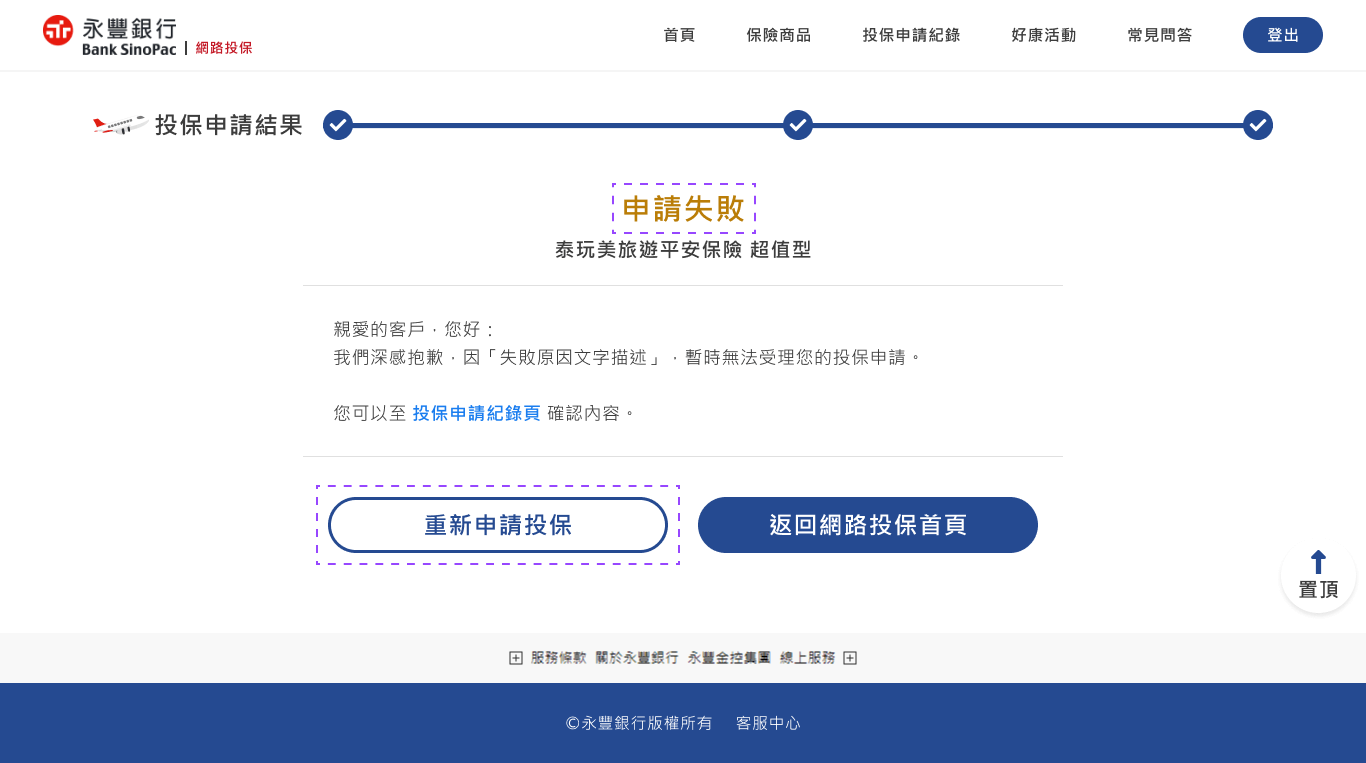 永豐銀行
Bank SinoPac | 網路投保
首頁 保險商品 投保申請紀錄 好康活動 常見問答 登出
投保申請結果
申請失敗
泰玩美旅遊平安保險 超值型
親愛的客戶，您好：
我們深感抱歉，因「失敗原因文字描述」，暫時無法受理您的投保申請。
您可以至 投保申請紀錄頁 確認內容。
重新申請投保 返回網路投保首頁
置頂
服務條款 關於永豐銀行 永豐金控集團 線上服務
©永豐銀行版權所有 客服中心